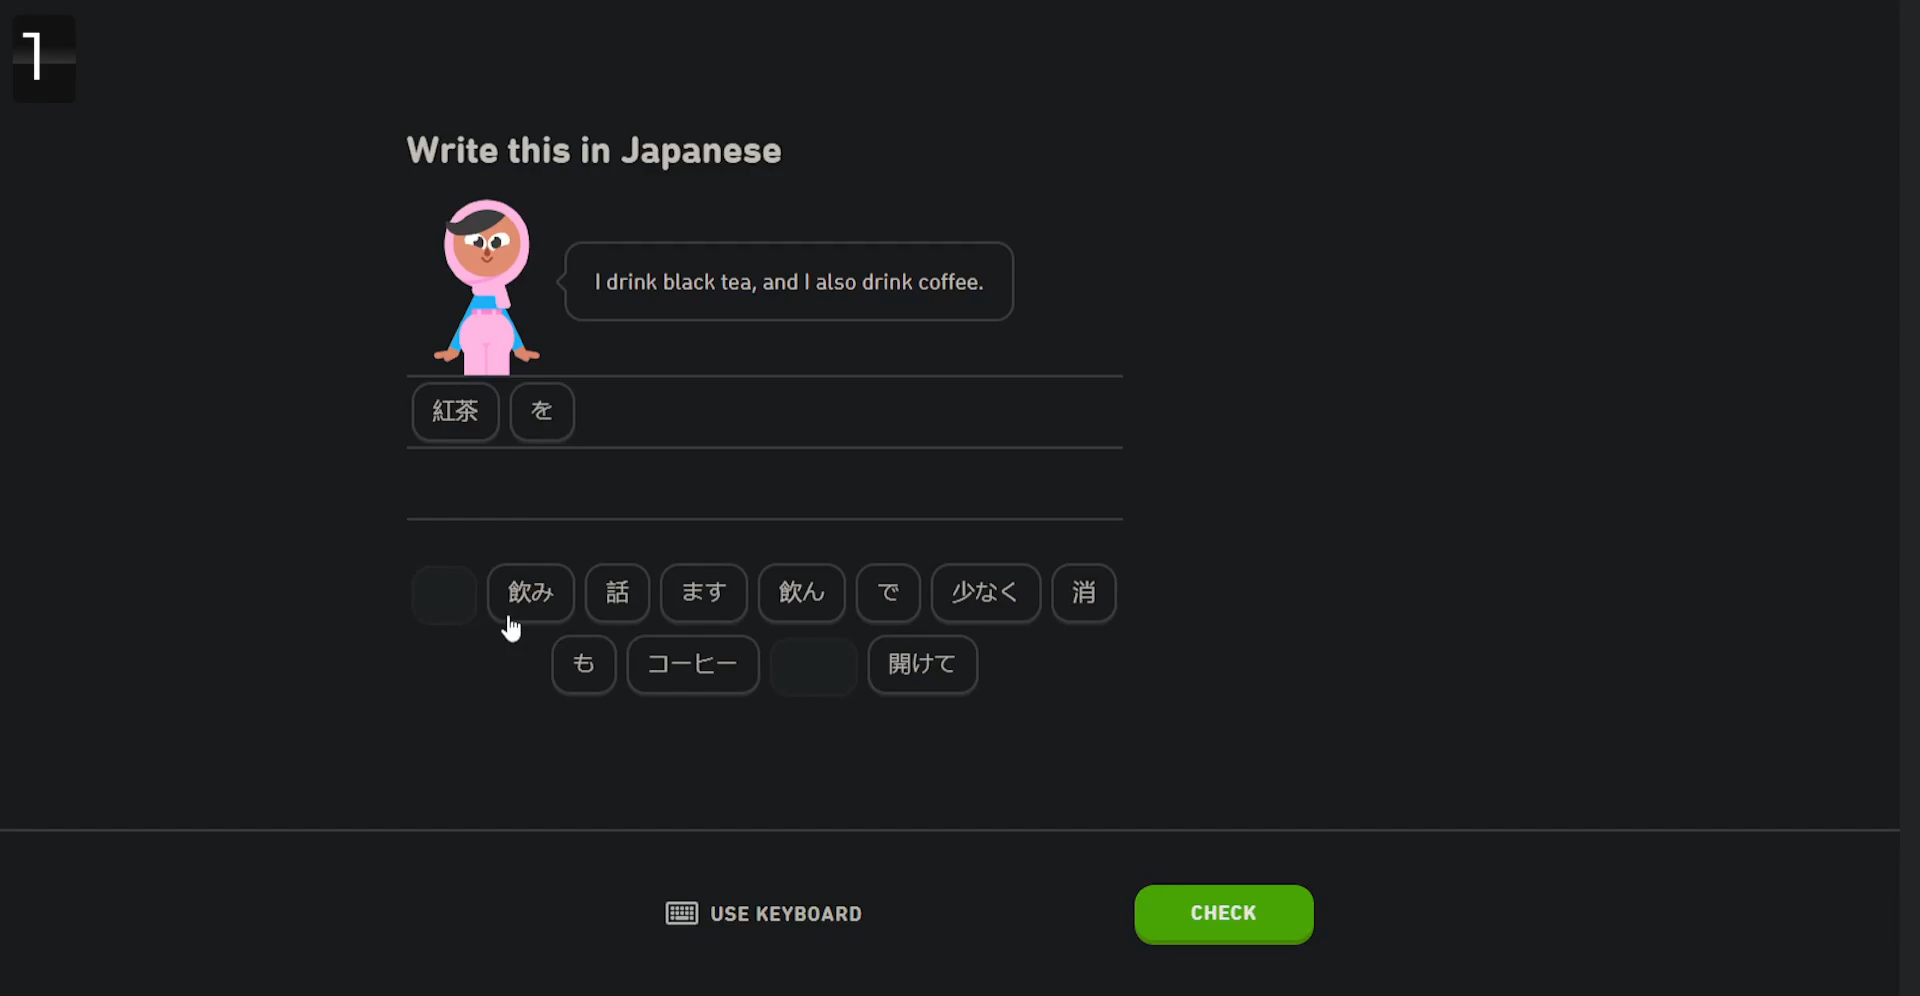 1
Write this in Japanese
I drink black tea, and I also drink coffee.
紅茶 を
飲み 話 ます 飲ん で 少なく 消
も コーヒー 開けて
USE KEYBOARD CHECK